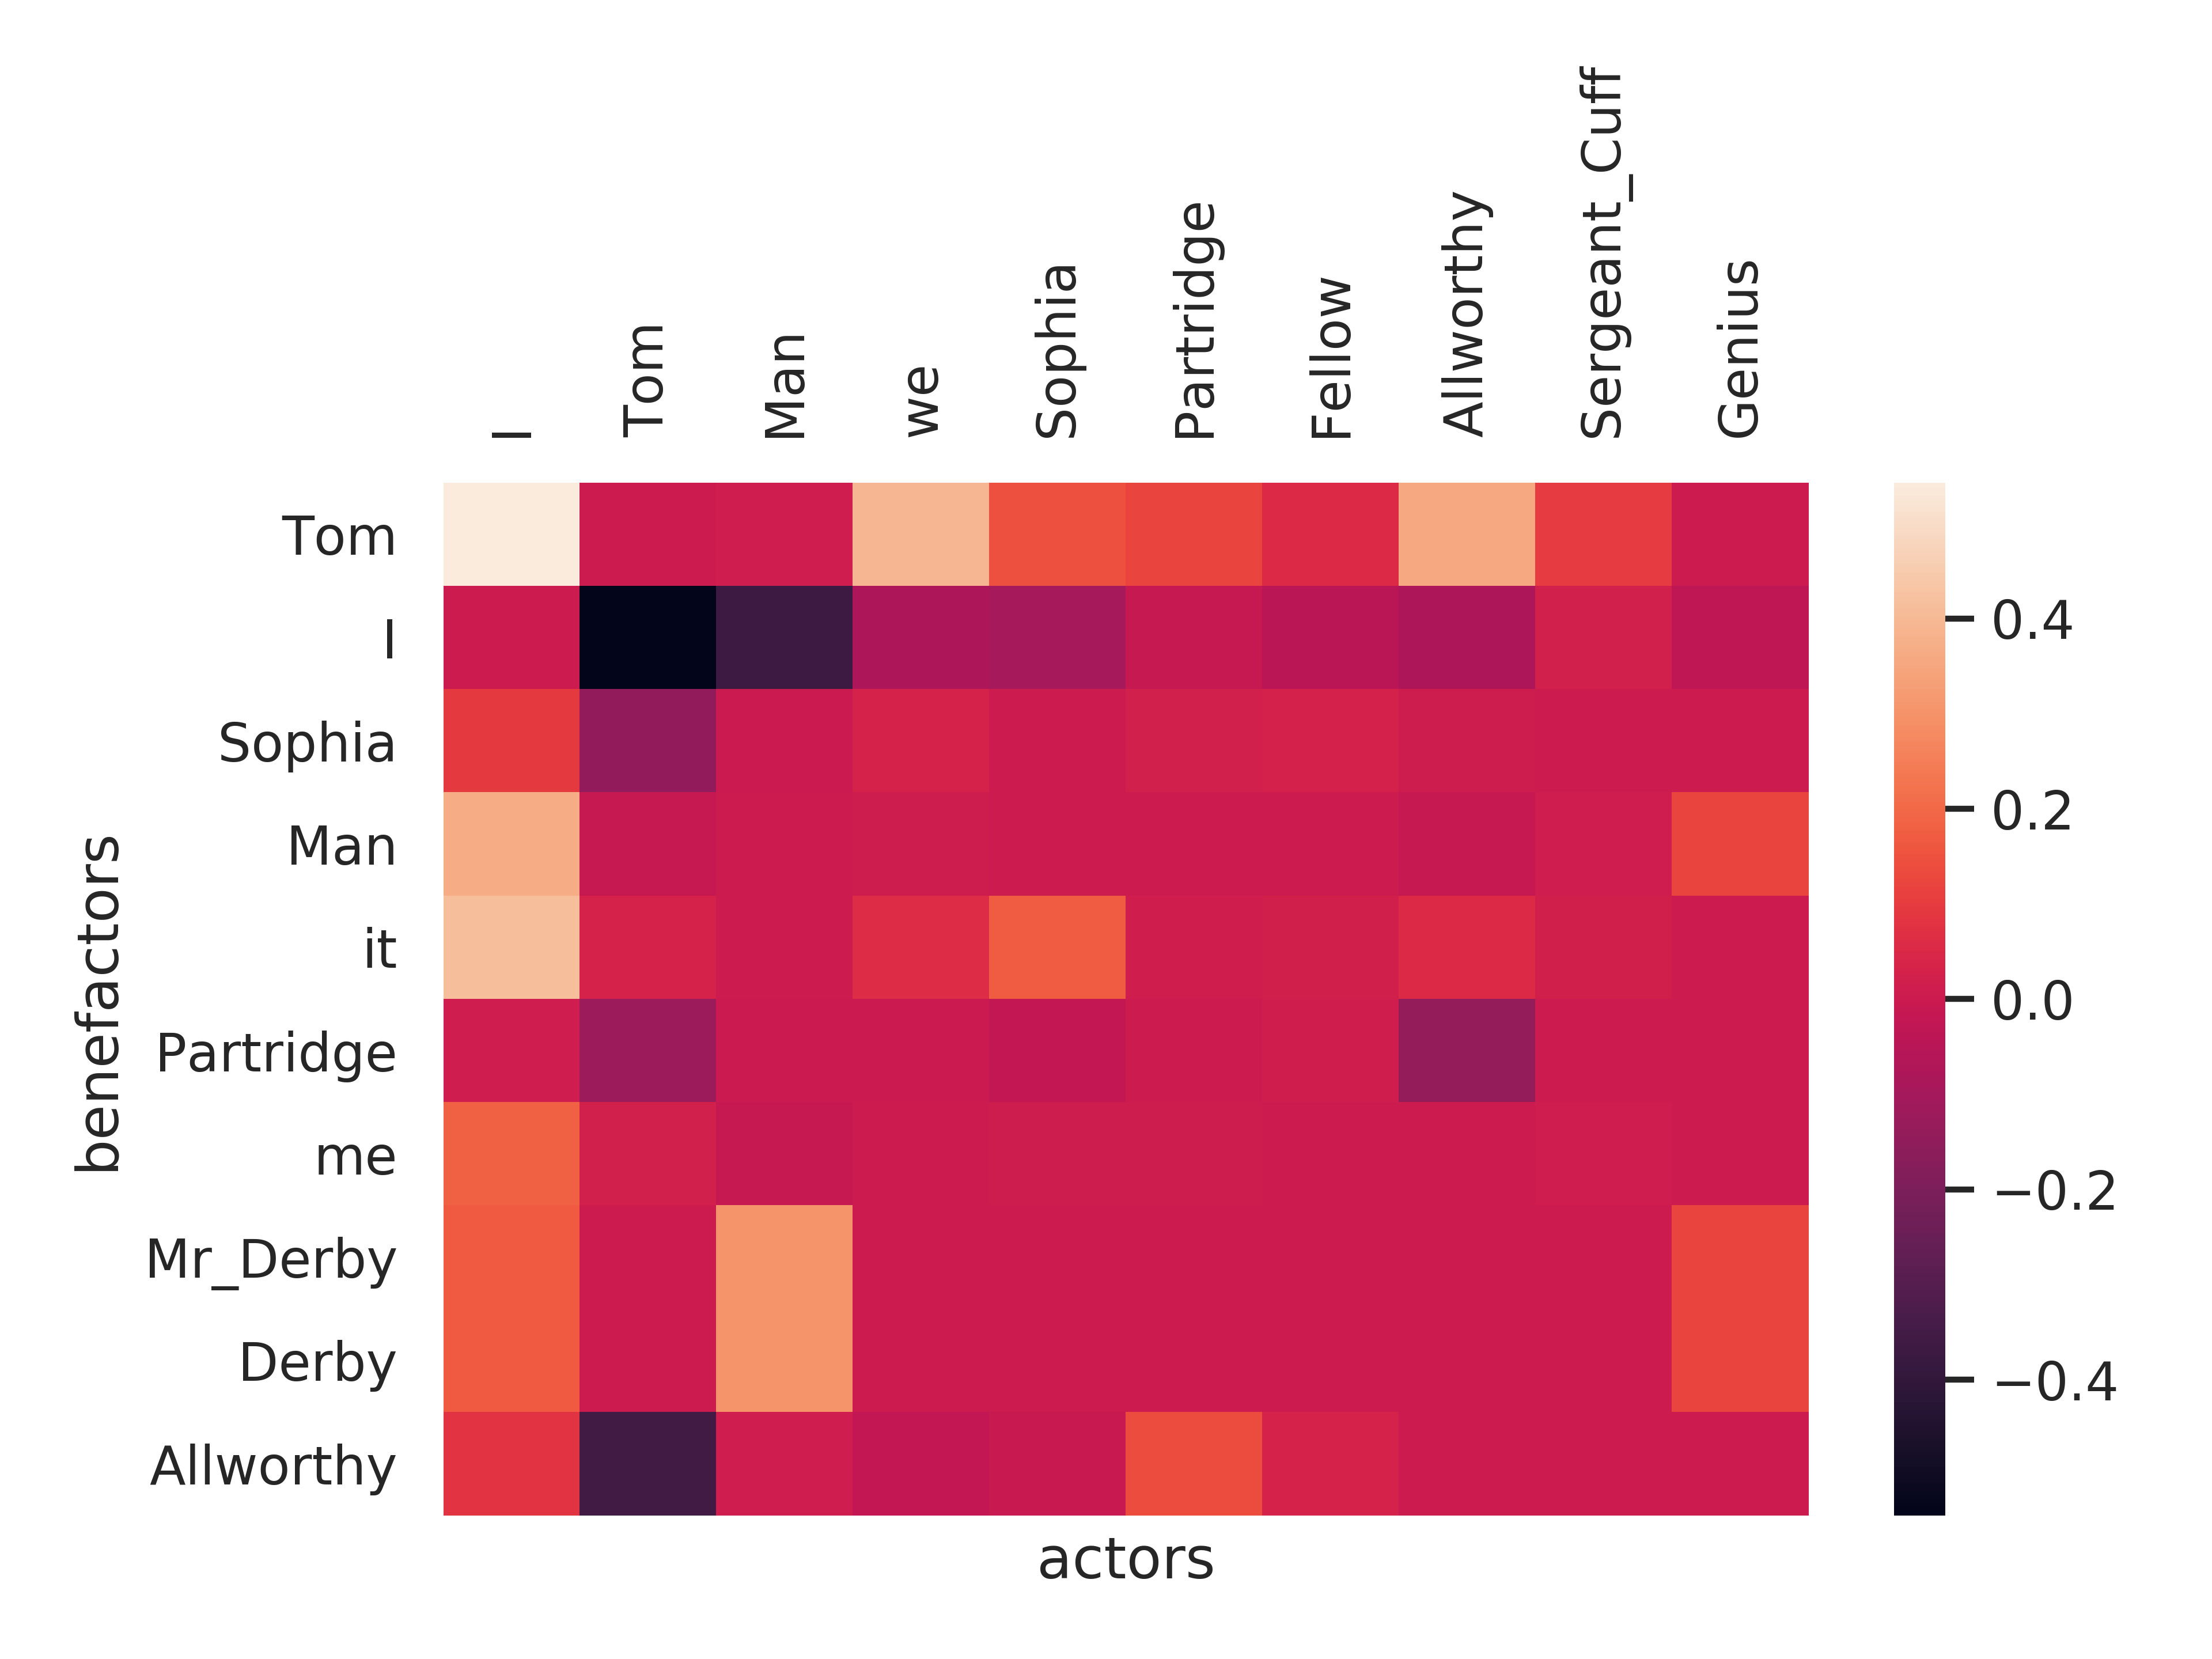 I
Tom
Man
we
Sophia
Partridge
Fellow
Allworthy
Sergeant_Cuff
Genius
benefactors
Tom
I
Sophia
Man
it
Partridge
me
Mr_Derby
Derby
Allworthy
actors
0.4
0.2
0.0
−0.2
−0.4